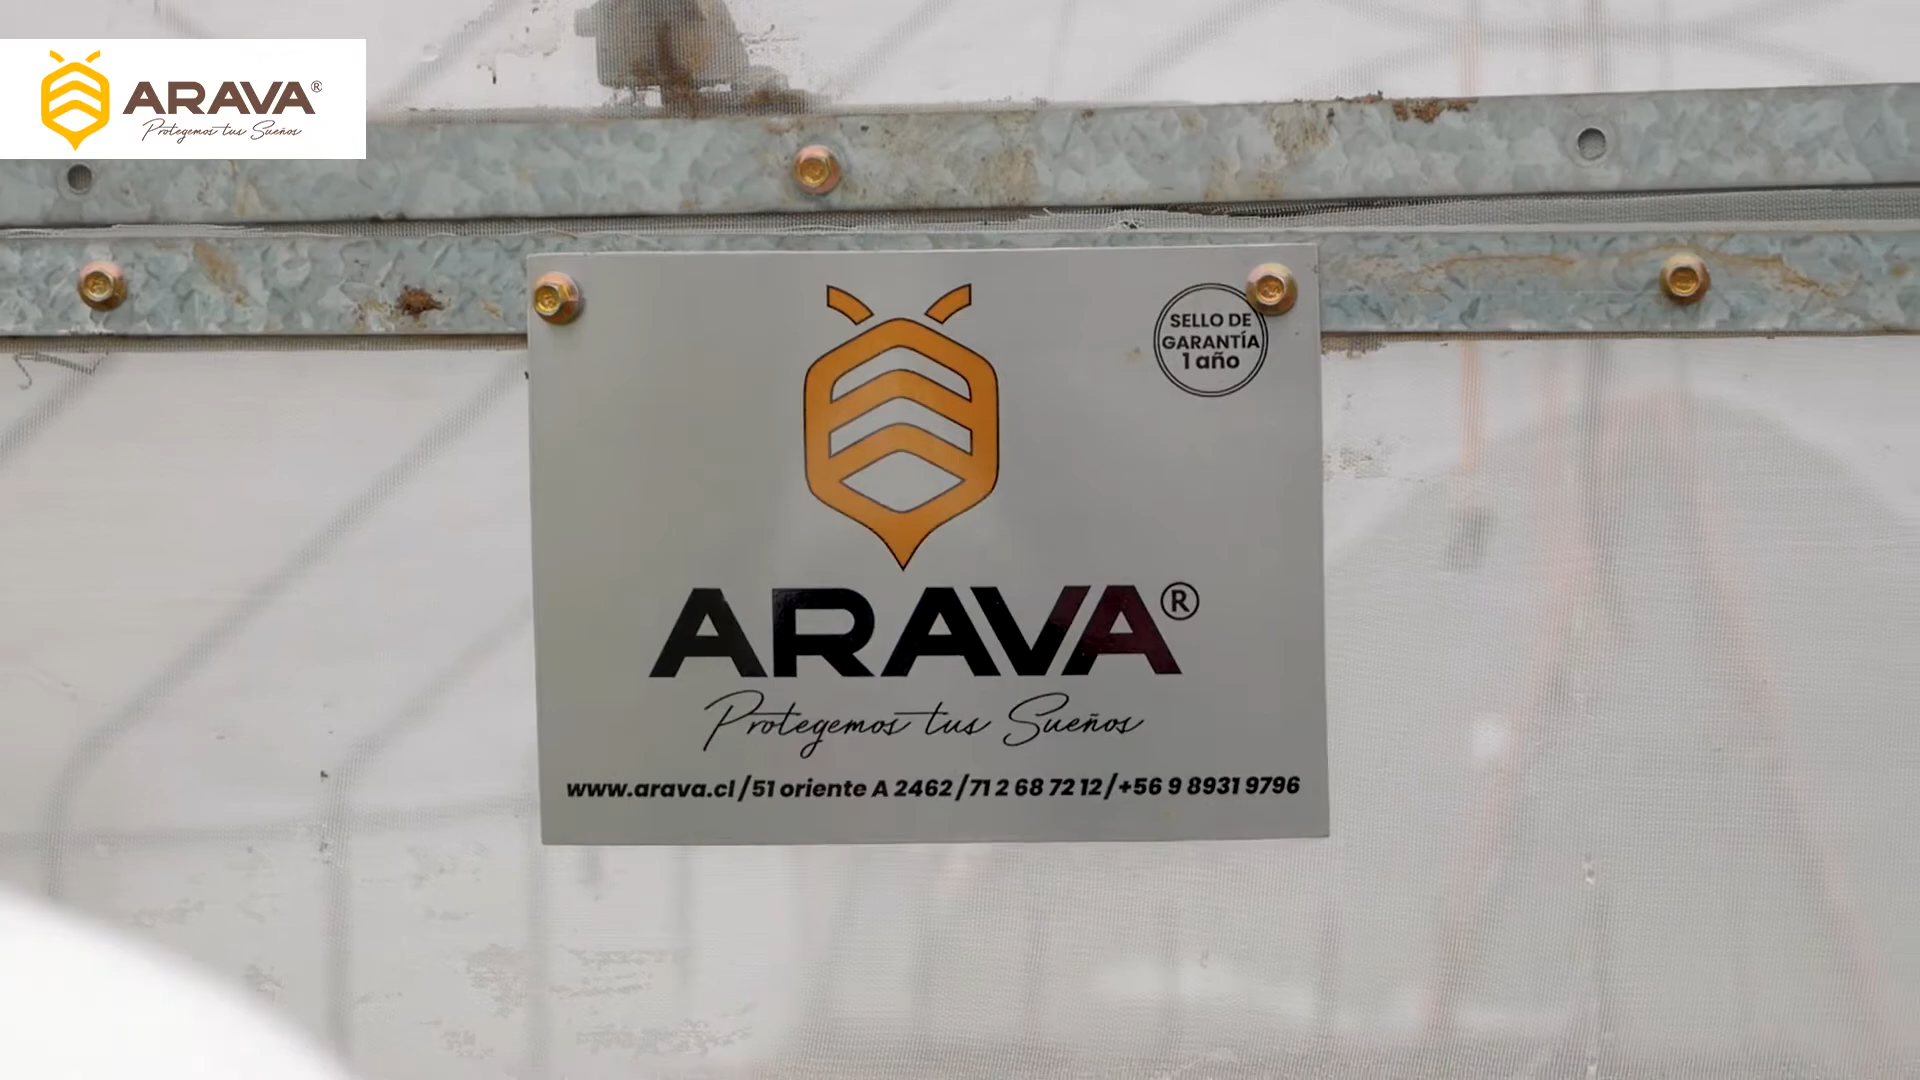 ARAVA®
Protegemos tus Sueños
SELLO DE
GARANTÍA
1 año
ARAVA®
Protegemos tus Sueños
www.arava.cl/51 oriente A 2462/71 2 68 72 12/+56 9 8931 9796